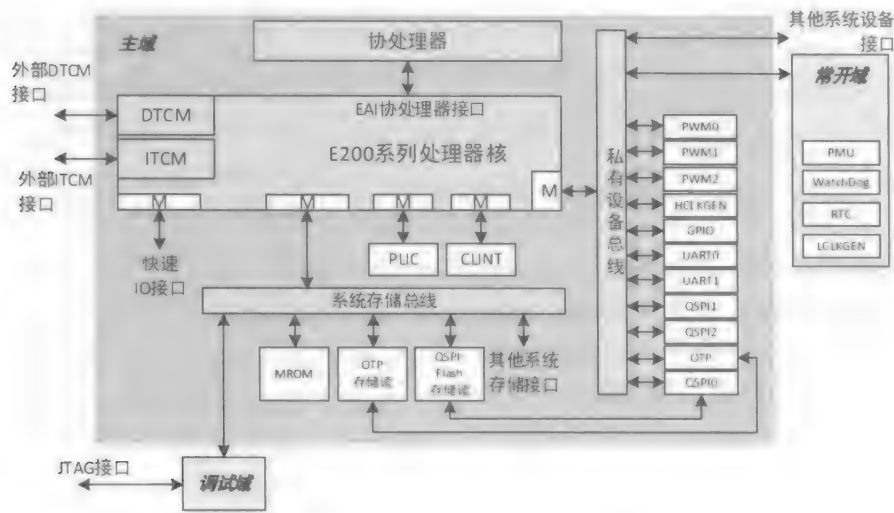 其他系统设备
接口
主域
协处理器
常开域
外部DTCM
接口
DTCM
EAI协处理器接口
E200系列处理器核
ITCM
外部ITCM
接口
M
M
M
M
M
私有设备总线
PWM0
PWM1
PWM2
HCLKGEN
GPIO
UART0
UART1
QSPI1
QSPI2
OTP
QSPI0
PMU
WatchDog
RTC
LCLKGEN
快速
IO接口
PLIC
CLINT
系统存储总线
MROM
OTP
存储读
QSPI
Flash
存储读
其他系统
存储接口
JTAG接口
调试域